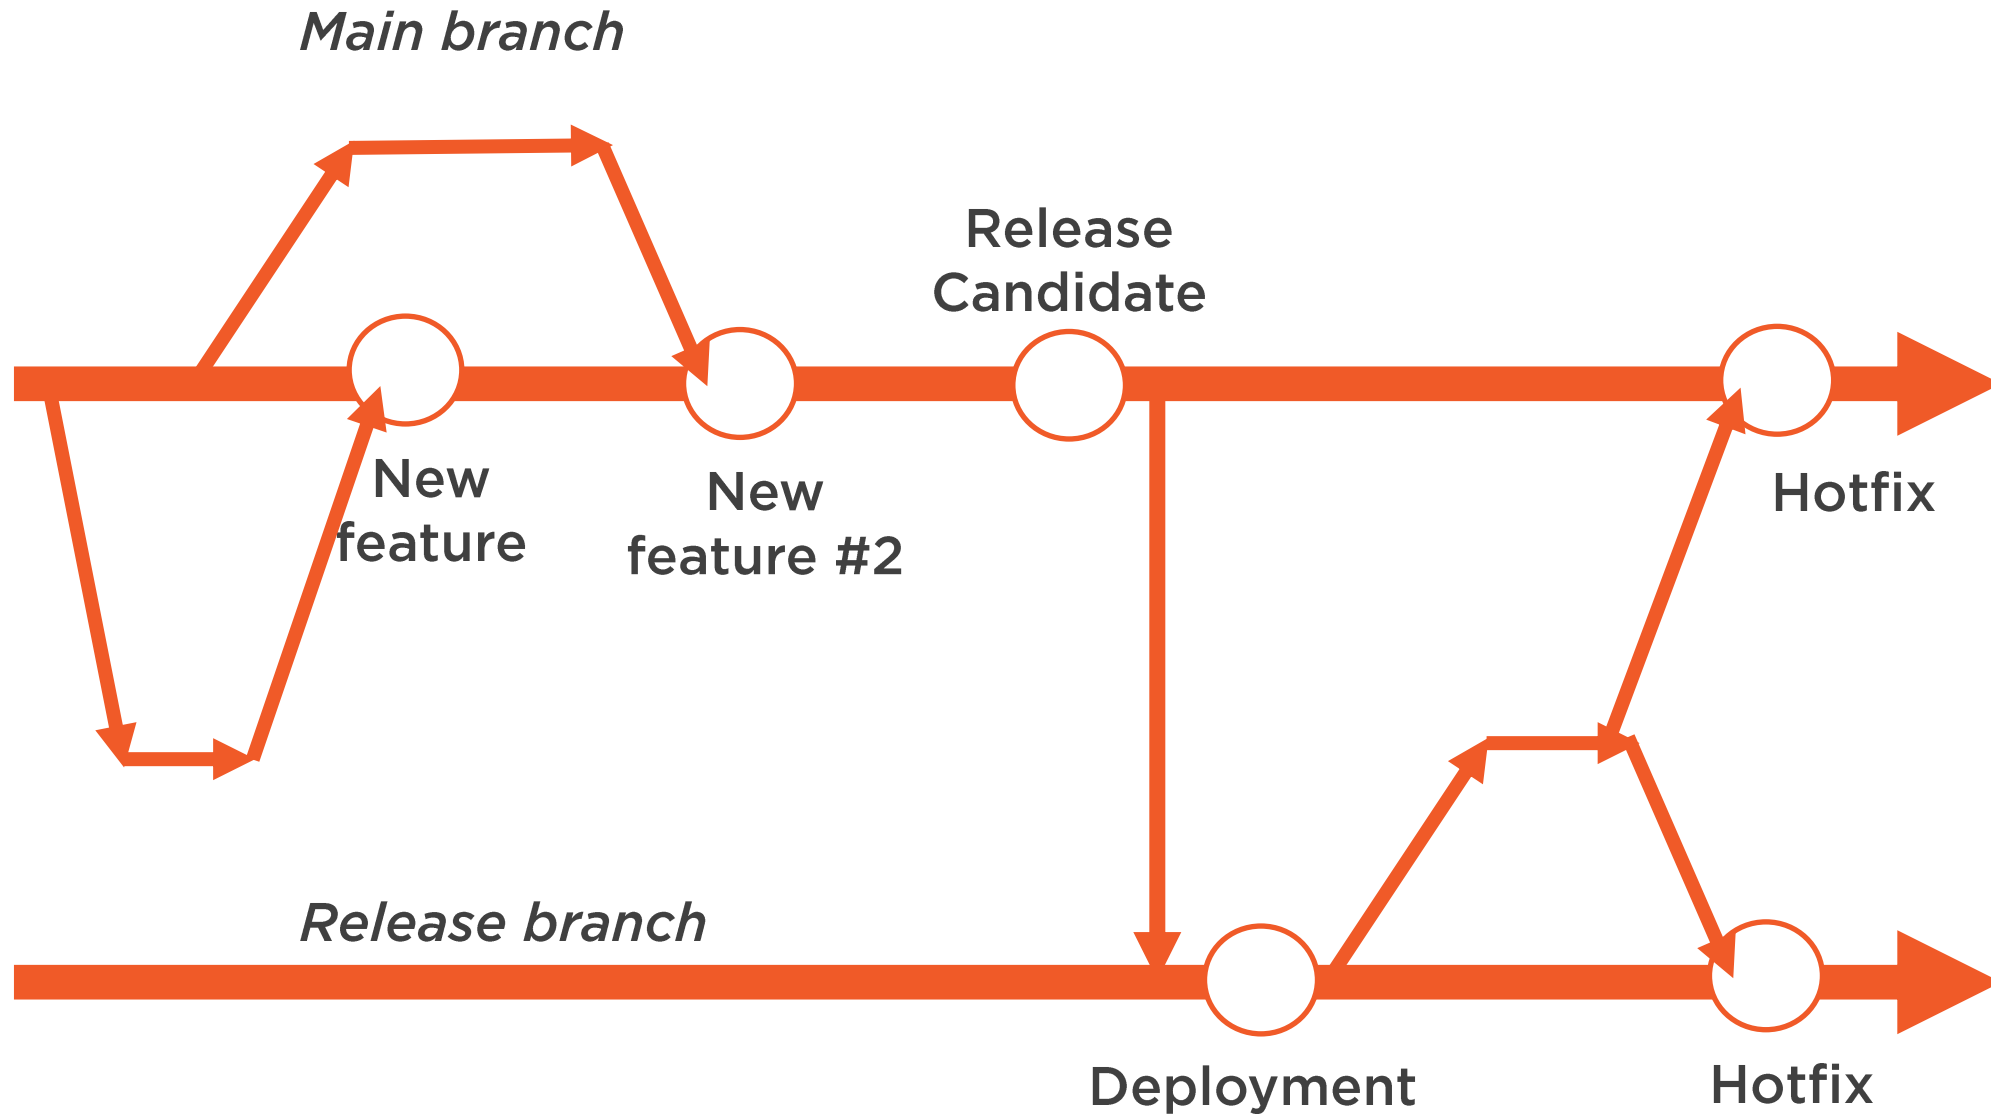 Main branch
Release
Candidate
New
feature
New
feature #2
Hotfix
Release branch
Deployment
Hotfix